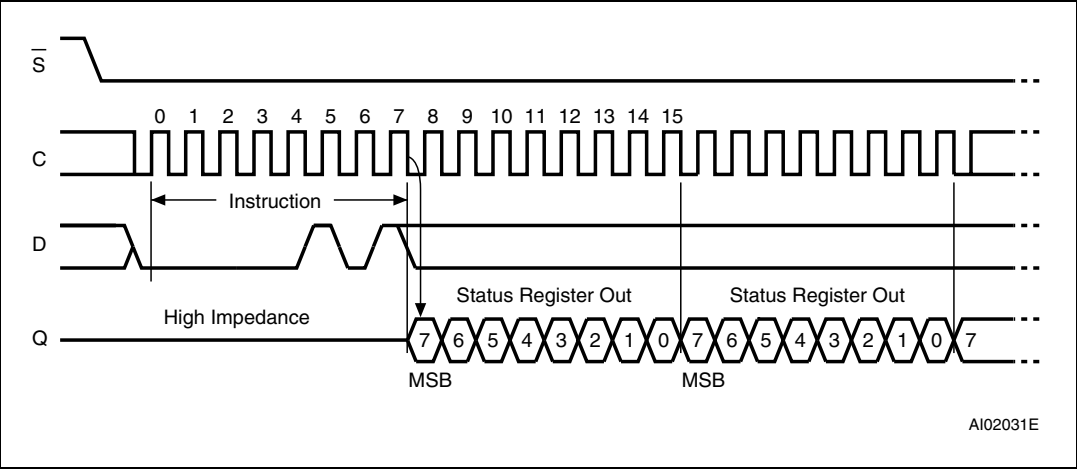 S
0 1 2 3 4 5 6 7 8 9 10 11 12 13 14 15
C
Instruction
D
Status Register Out Status Register Out
High Impedance
Q 7 6 5 4 3 2 1 0 7 6 5 4 3 2 1 0 7
MSB MSB
AI02031E